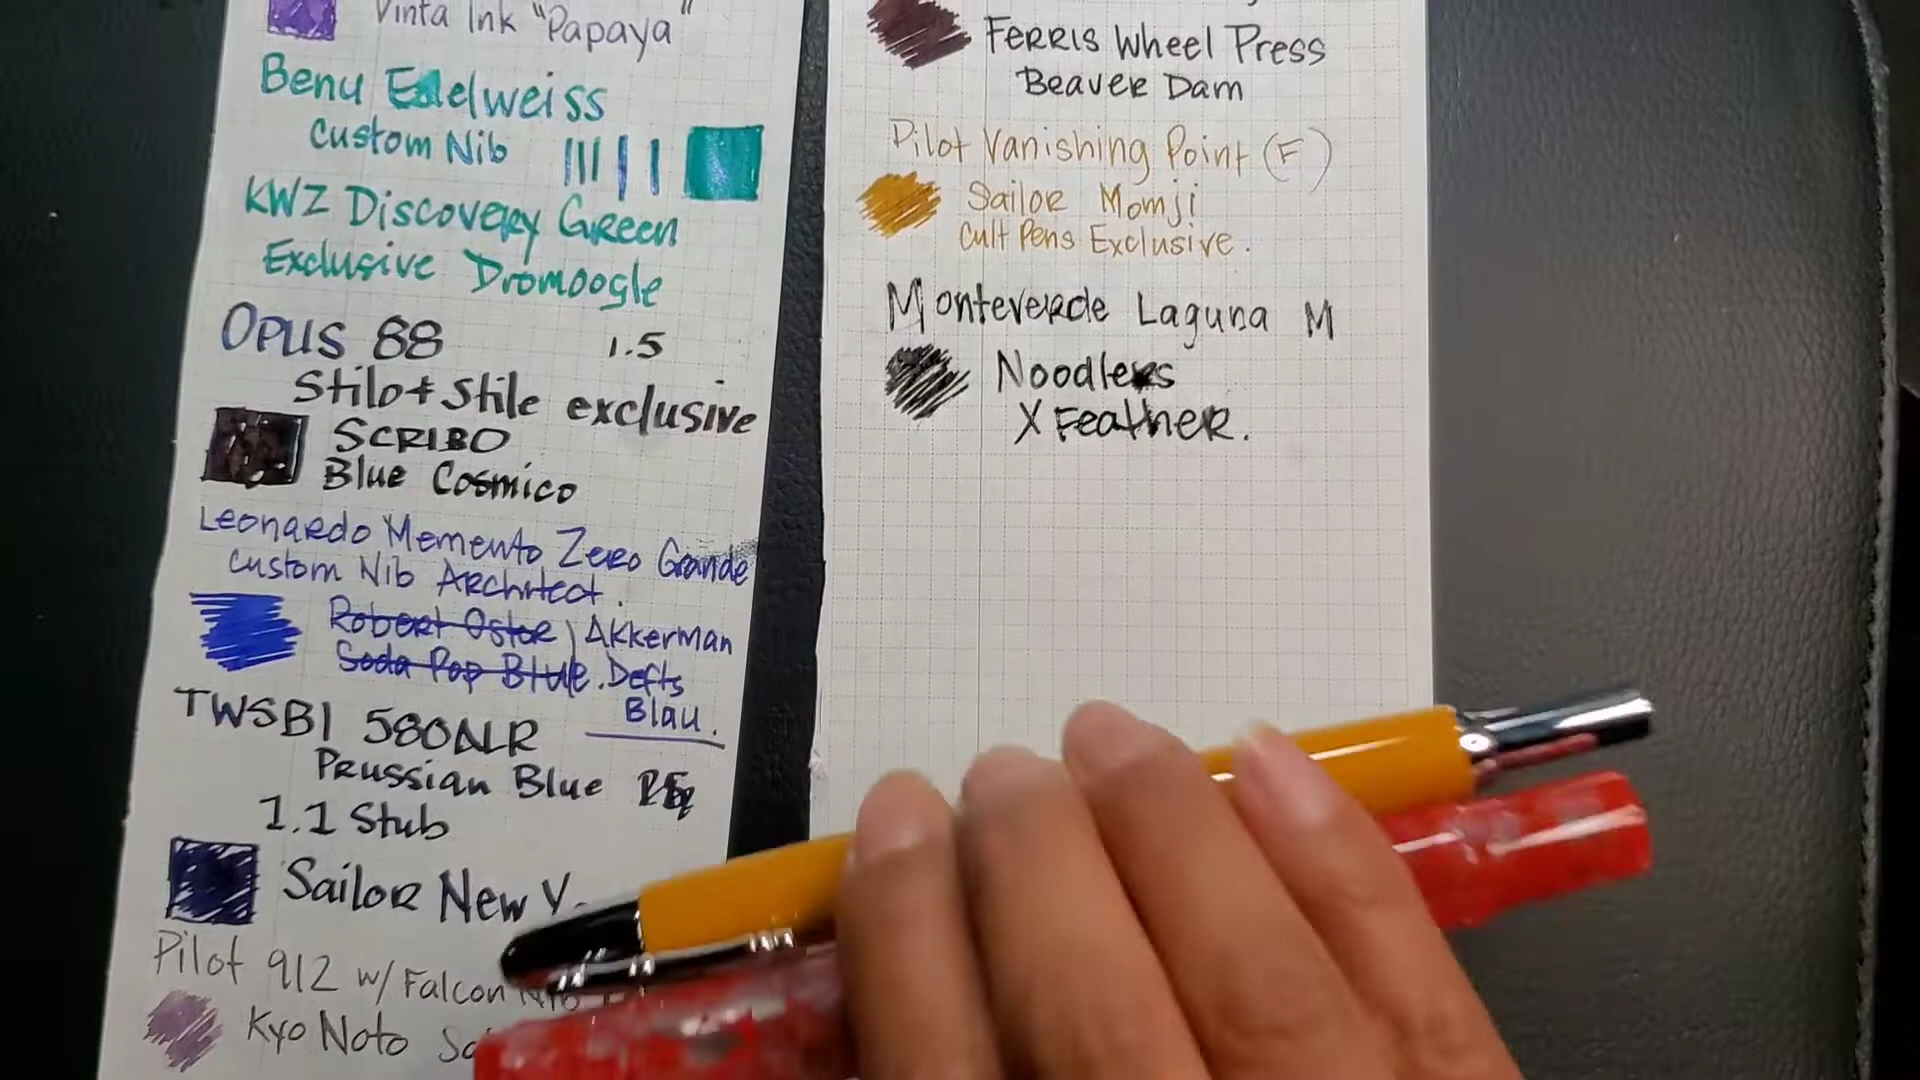 Vinta Ink "Papaya"
Benu Edelweiss
Custom Nib
KWZ Discovery Green
Exclusive Dromoogle
Opus 88 1.5
Stilo + Stile exclusive
SCRIBO
Blue Cosmico
Leonardo Memento Zero Grande
Custom Nib Architect.
Robert Oster Akkerman
Soda Pop Blue. Defts
Blau.
TWSBI 580ALR
Prussian Blue
1.1 Stub
Sailor New
Pilot 912 w/ Falcon Nib
Kyo Noto
Ferris Wheel Press
Beaver Dam
Pilot Vanishing Point (F)
Sailor Momji
Cult Pens Exclusive.
Monteverde Laguna M
Noodlers
X Feather.